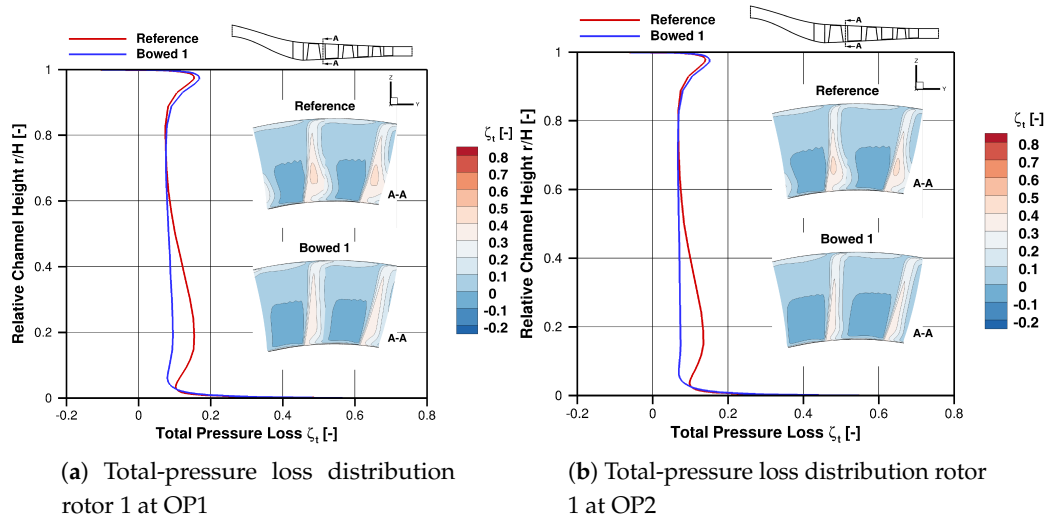 Reference
Bowed 1
A
A
Z
Y
Relative Channel Height r/H [-]
1
0.8
0.6
0.4
0.2
0
Reference
A-A
Bowed 1
A-A
ζt [-]
0.8
0.7
0.6
0.5
0.4
0.3
0.2
0.1
0
-0.1
-0.2
-0.2 0 0.2 0.4 0.6 0.8
Total Pressure Loss ζt [-]
(a) Total-pressure loss distribution
rotor 1 at OP1
Reference
Bowed 1
A
A
Z
Y
Relative Channel Height r/H [-]
1
0.8
0.6
0.4
0.2
0
Reference
A-A
Bowed 1
A-A
ζt [-]
0.8
0.7
0.6
0.5
0.4
0.3
0.2
0.1
0
-0.1
-0.2
-0.2 0 0.2 0.4 0.6 0.8
Total Pressure Loss ζt [-]
(b) Total-pressure loss distribution rotor
1 at OP2